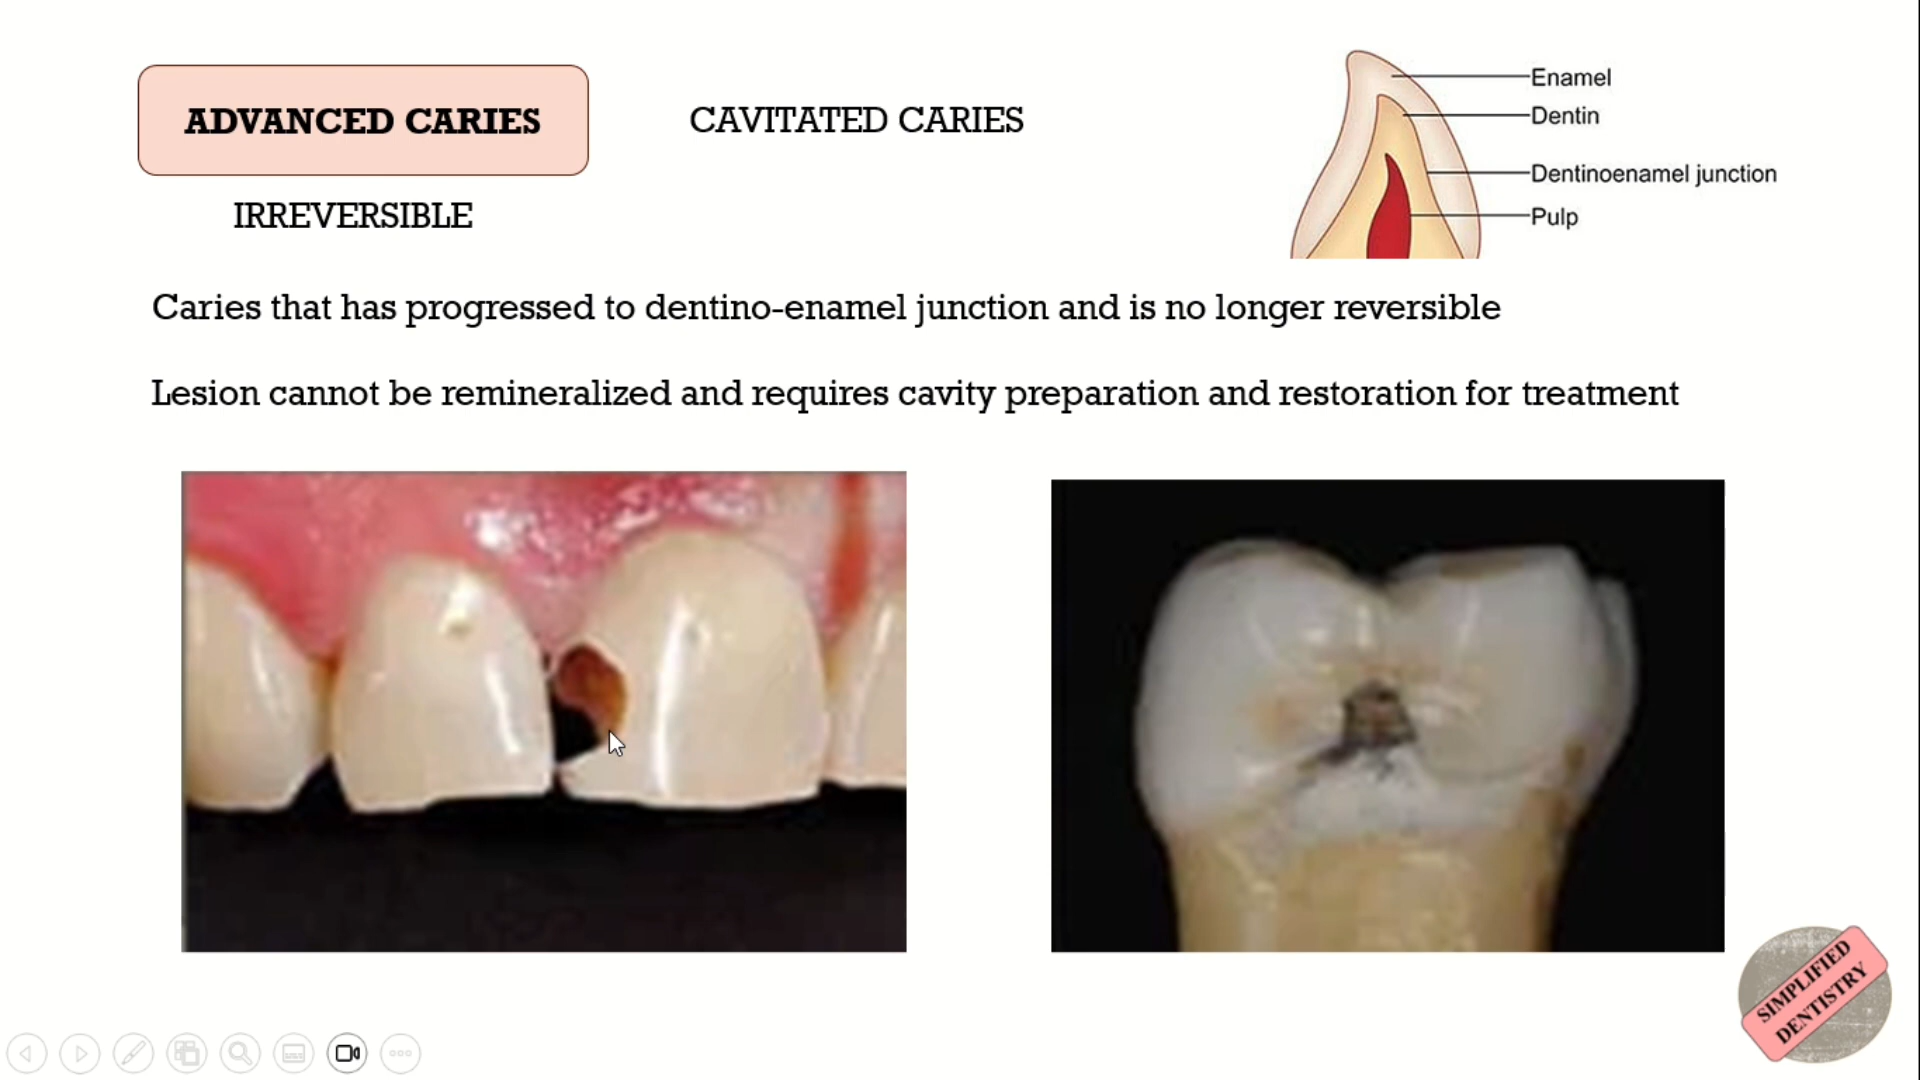 ADVANCED CARIES
CAVITATED CARIES
IRREVERSIBLE
Enamel
Dentin
Dentinoenamel junction
Pulp
Caries that has progressed to dentino-enamel junction and is no longer reversible
Lesion cannot be remineralized and requires cavity preparation and restoration for treatment
SIMPLIFIED
DENTISTRY